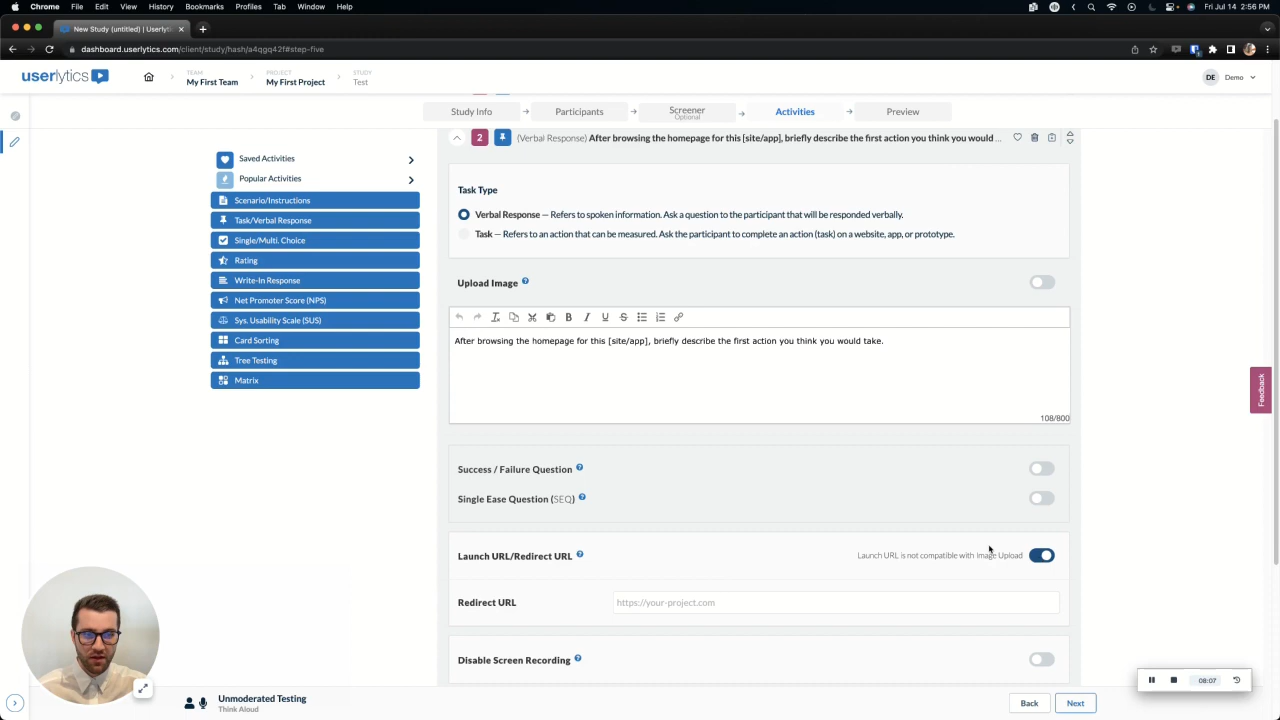 Chrome File Edit View History Bookmarks Profiles Tab Window Help Fri Jul 14 2:56 PM
New Study (untitled) | Userlytic
dashboard.userlytics.com/client/study/hash/a4qgq42f#step-five
userlytics
TEAM
My First Team
PROJECT
My First Project
STUDY
Test
DE Demo
Study Info
Participants
Screener
Optional
Activities
Preview
Saved Activities
Popular Activities
Scenario/Instructions
Task/Verbal Response
Single/Multi. Choice
Rating
Write-In Response
Net Promoter Score (NPS)
Sys. Usability Scale (SUS)
Card Sorting
Tree Testing
Matrix
2 (Verbal Response) After browsing the homepage for this [site/app], briefly describe the first action you think you would ...
Task Type
Verbal Response — Refers to spoken information. Ask a question to the participant that will be responded verbally.
Task — Refers to an action that can be measured. Ask the participant to complete an action (task) on a website, app, or prototype.
Upload Image ?
B I U S
After browsing the homepage for this [site/app], briefly describe the first action you think you would take.
108/800
Success / Failure Question ?
Single Ease Question (SEQ) ?
Launch URL/Redirect URL ?
Launch URL is not compatible with Image Upload
Redirect URL
https://your-project.com
Disable Screen Recording ?
Feedback
08:07
Unmoderated Testing
Think Aloud
Back
Next